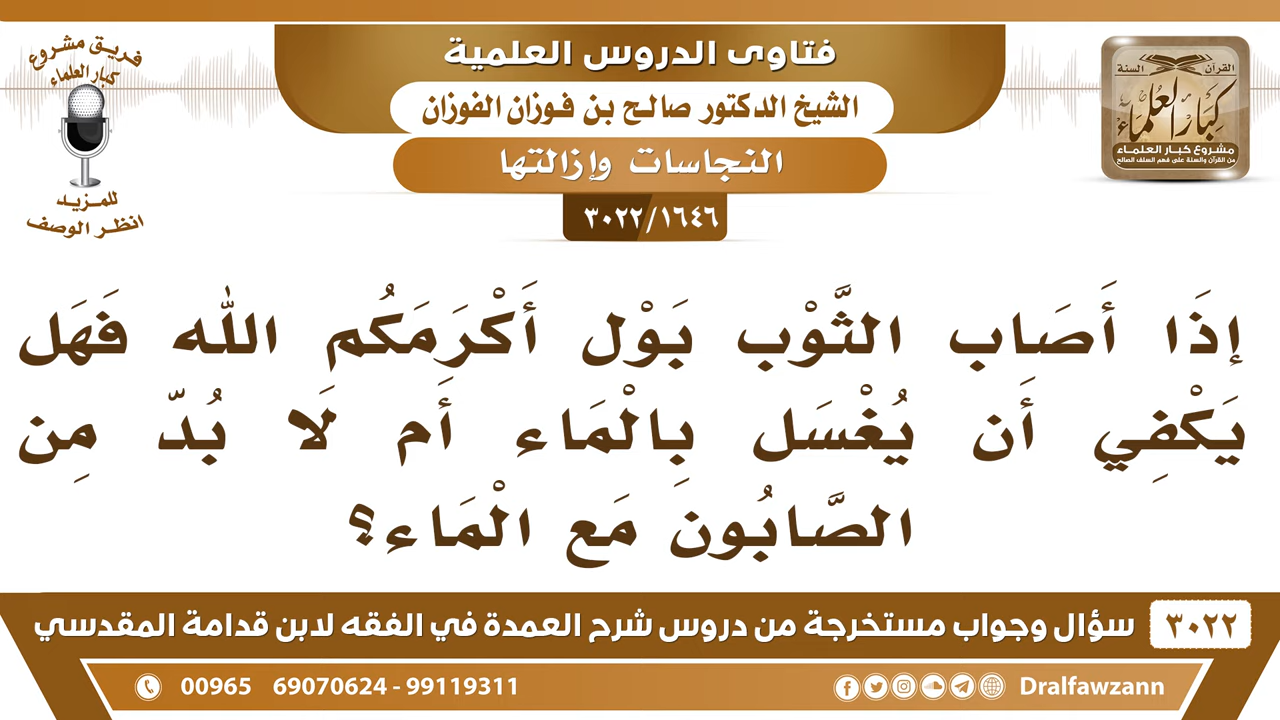 فتاوى الدروس العلمية
الشيخ الدكتور صالح بن فوزان الفوزان
النجاسات وإزالتها
٣٠٢٢/١٦٤٦
فريق مشروع
كبار العلماء
للمزيد
انظر الوصف
القرآن السنة
كبار العلماء
مشروع كبار العلماء
من القرآن والسنة على فهم السلف الصالح
إِذَا أَصَاب الثَّوْب بَوْل أَكْرَمَكُم الله فَهَل
يَكْفِي أَن يُغْسَل بِالْمَاء أَم لَا بُدّ مِن
الصَّابُون مَع الْمَاء؟
٣٠٢٢ سؤال وجواب مستخرجة من دروس شرح العمدة في الفقه لابن قدامة المقدسي
00965 69070624 - 99119311
Dralfawzann